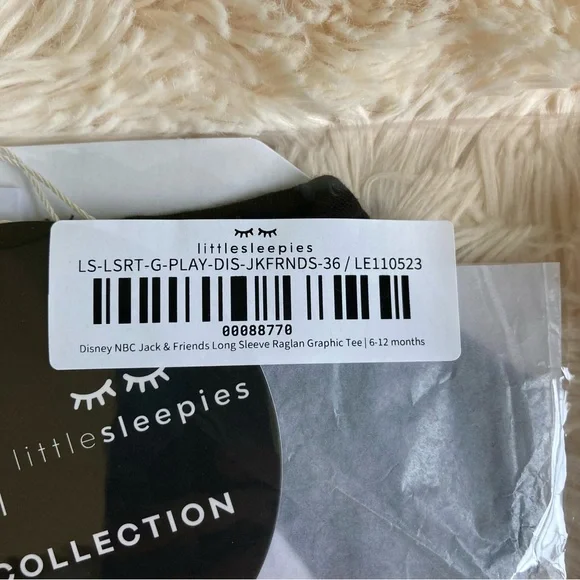 littlesleepies
LS-LSRT-G-PLAY-DIS-JKFRNDS-36 / LE110523
00088770
Disney NBC Jack & Friends Long Sleeve Raglan Graphic Tee | 6-12 months
littlesleepies
COLLECTION